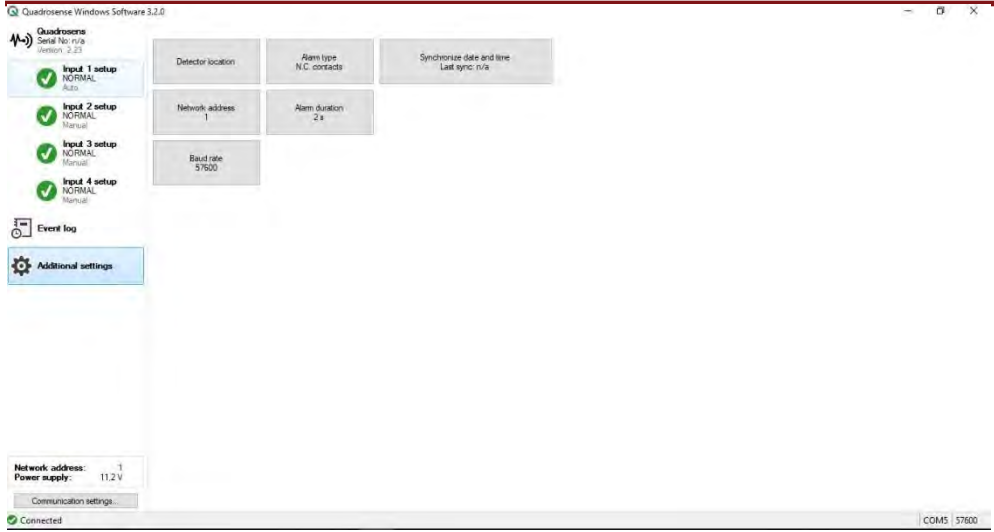 Quadrosense Windows Software 3.2.0
Quadrosens
Serial No: n/a
Version: 2.23
Input 1 setup
NORMAL
Auto
Input 2 setup
NORMAL
Manual
Input 3 setup
NORMAL
Manual
Input 4 setup
NORMAL
Manual
Event log
Additional settings
Detector location
Alarm type
N.C. contacts
Synchronize date and time
Last sync: n/a
Network address
1
Alarm duration
2 s
Baud rate
57600
Network address: 1
Power supply: 11.2 V
Communication settings...
Connected
COM5 57600